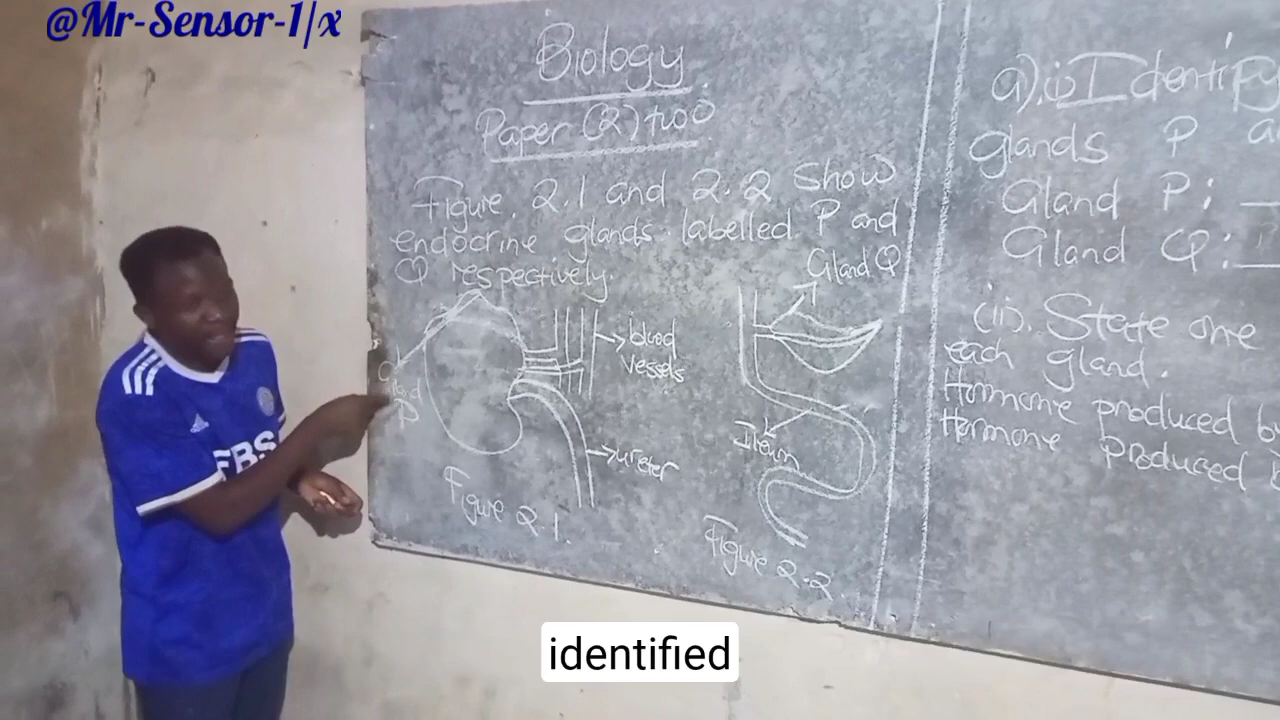 @Mr-Sensor-1/x
Biology
Paper (2) two
Figure. 2.1 and 2.2 show
endocrine glands labelled P and
Q respectively.
Gland Q
blood
vessels
Gland
P
ureter
Ileum
Figure 2.1.
Figure 2.2.
a). (i) Identify
glands P a
Gland P:
Gland Q:
(ii). State one
each gland.
Hormone produced by
Hormone produced b
FBS
identified